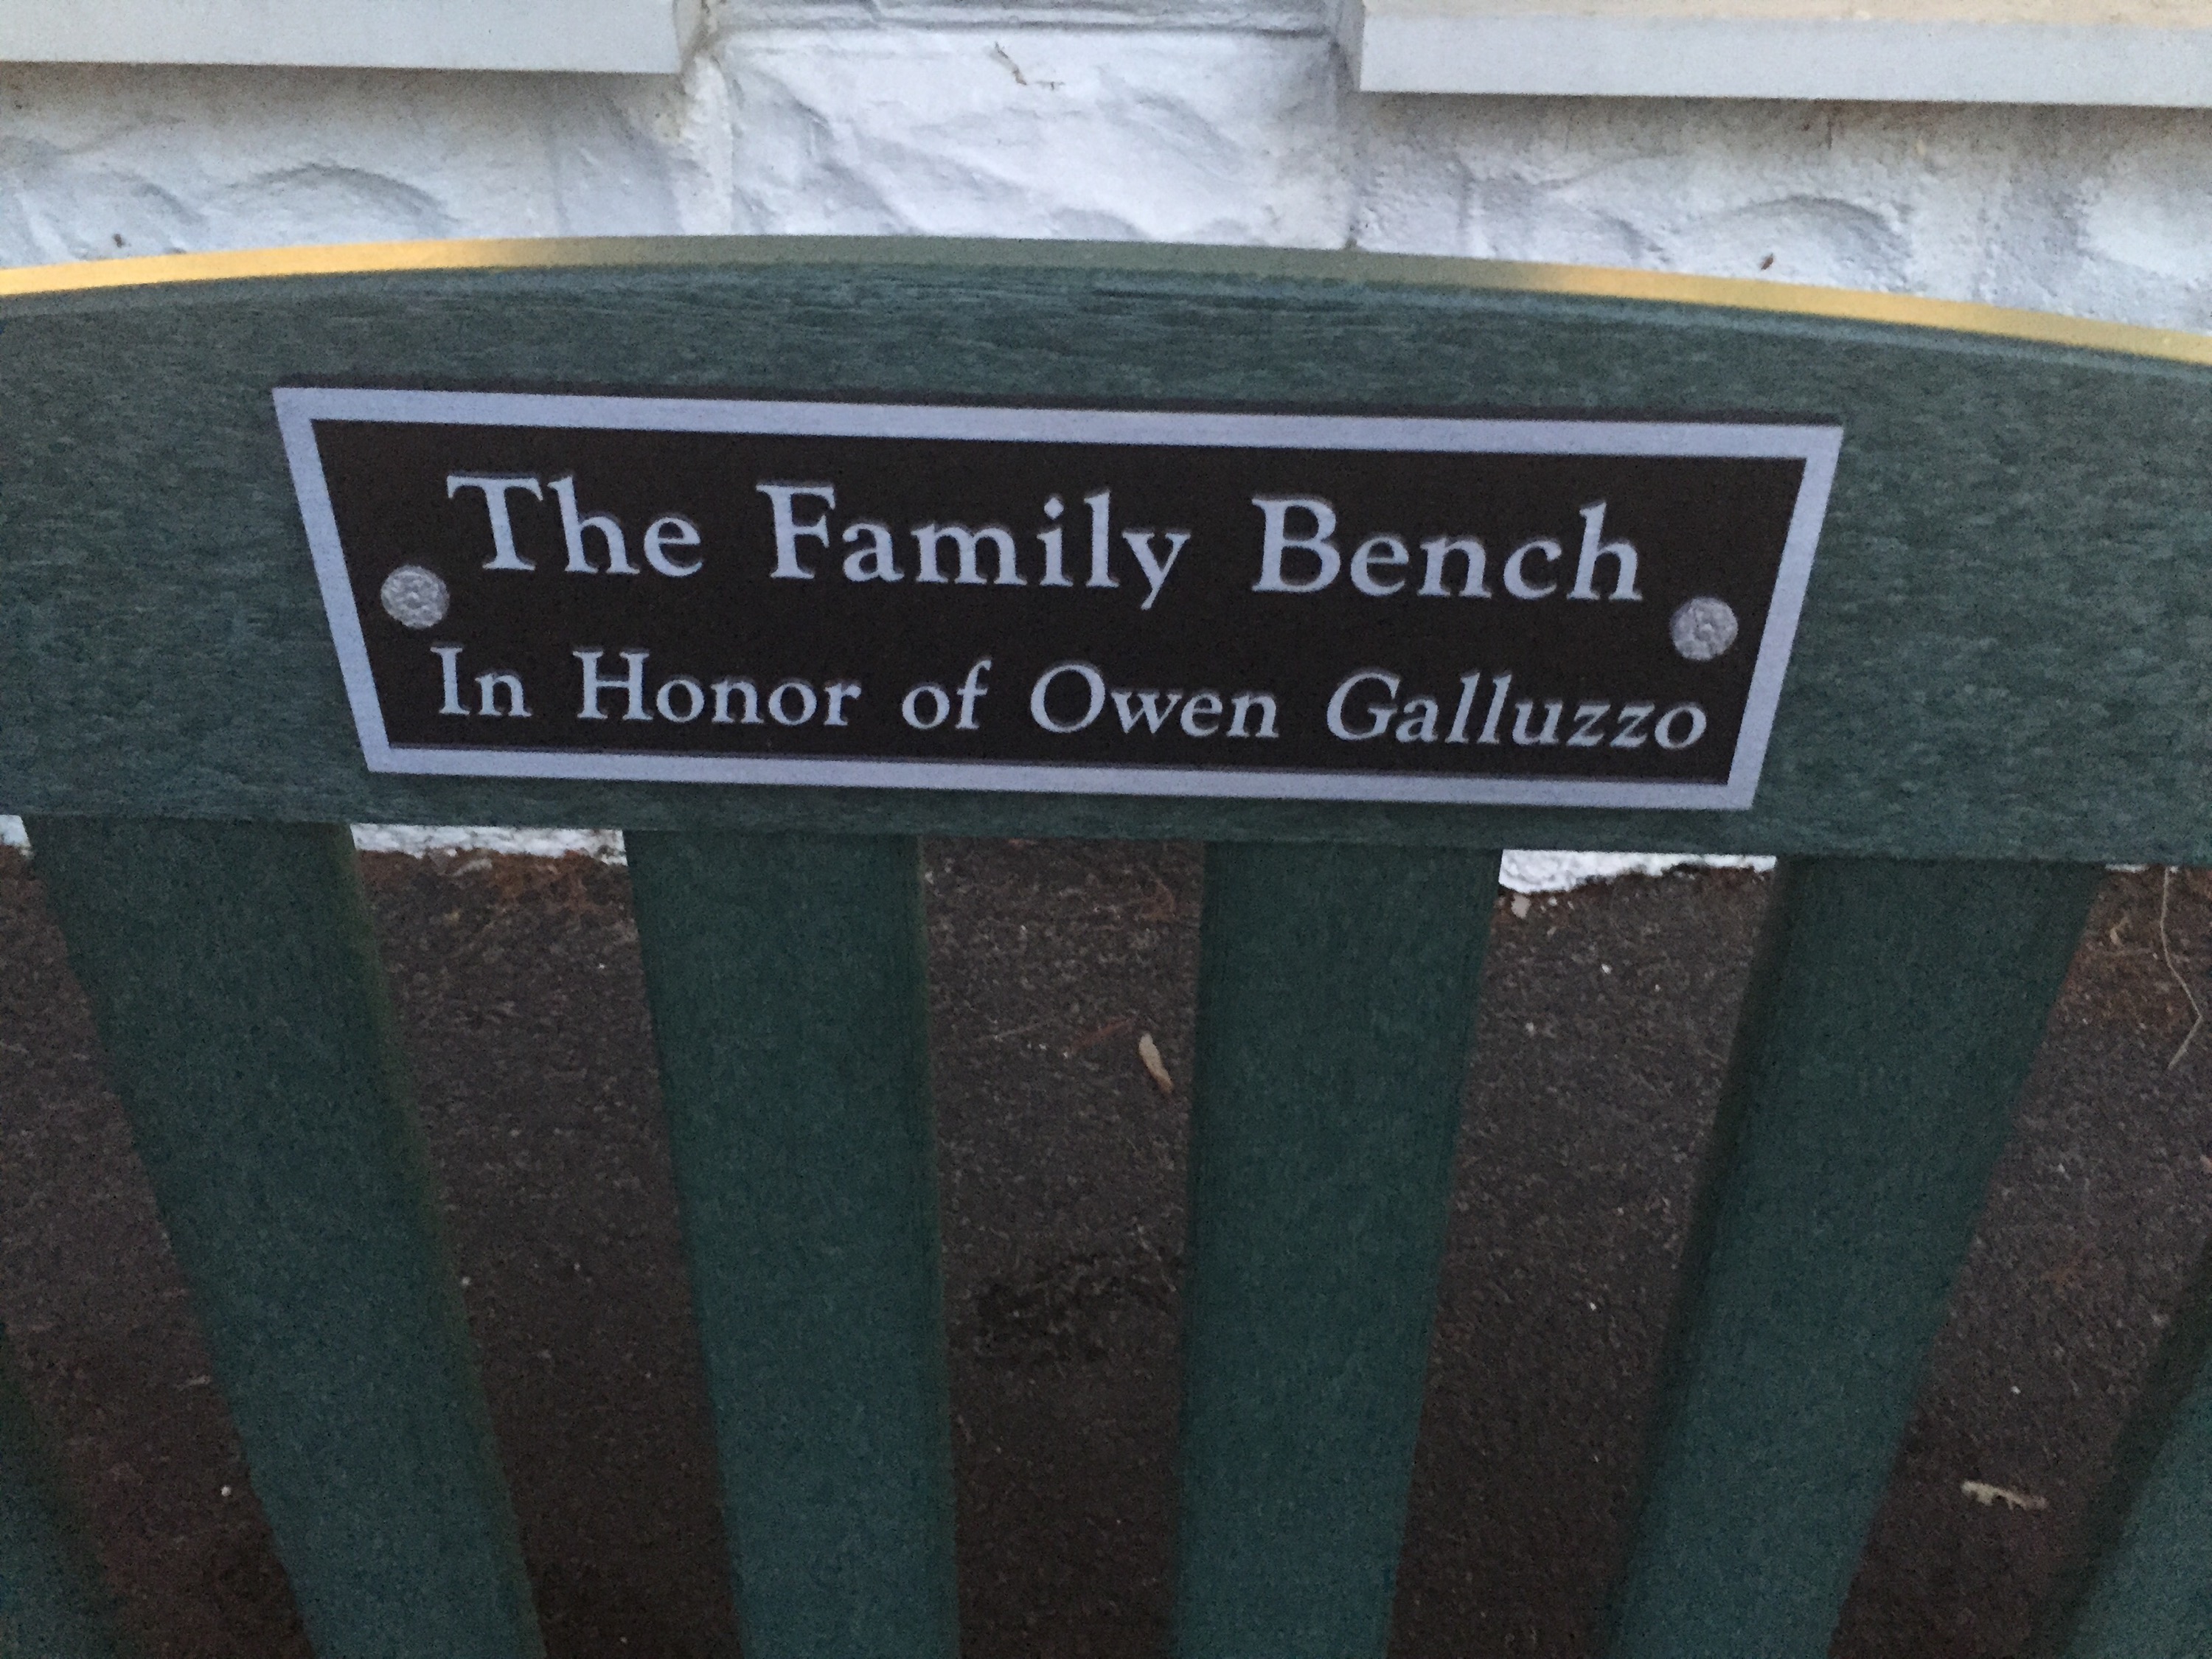 The Family Bench
In Honor of Owen Galluzzo